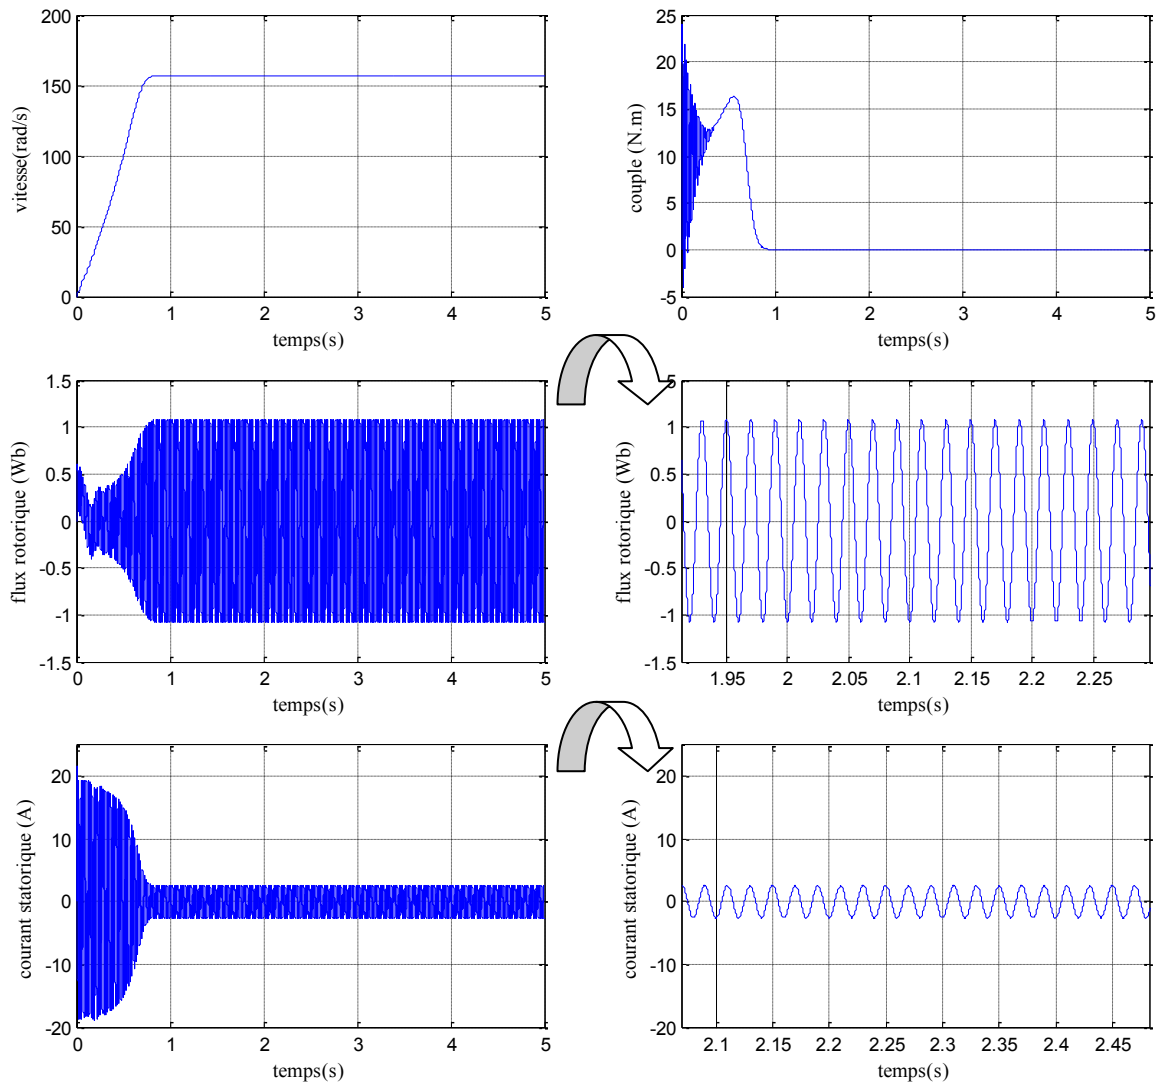 200
150
100
50
0
vitesse(rad/s)
0 1 2 3 4 5
temps(s)
25
20
15
10
5
0
-5
couple (N.m)
0 1 2 3 4 5
temps(s)
1.5
1
0.5
0
-0.5
-1
-1.5
flux rotorique (Wb)
0 1 2 3 4 5
temps(s)
5
1
0.5
0
-0.5
-1
-1.5
flux rotorique (Wb)
1.95 2 2.05 2.1 2.15 2.2 2.25
temps(s)
20
10
0
-10
-20
courant statorique (A)
0 1 2 3 4 5
temps(s)
20
10
0
-10
-20
courant statorique (A)
2.1 2.15 2.2 2.25 2.3 2.35 2.4 2.45
temps(s)